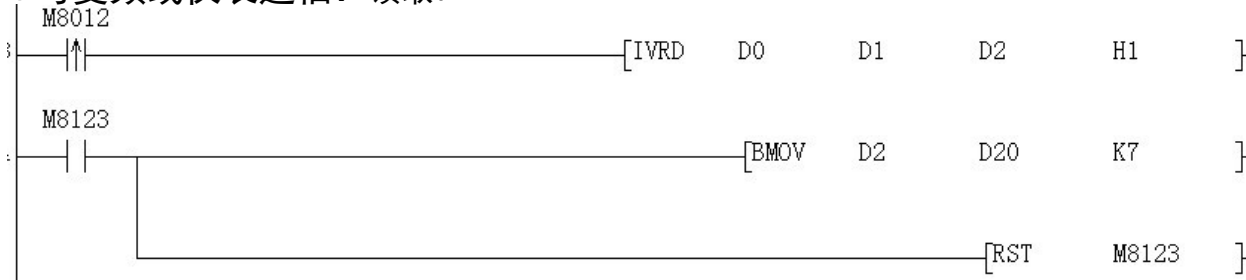 M8012
IVRD D0 D1 D2 H1
M8123
BMOV D2 D20 K7
RST M8123